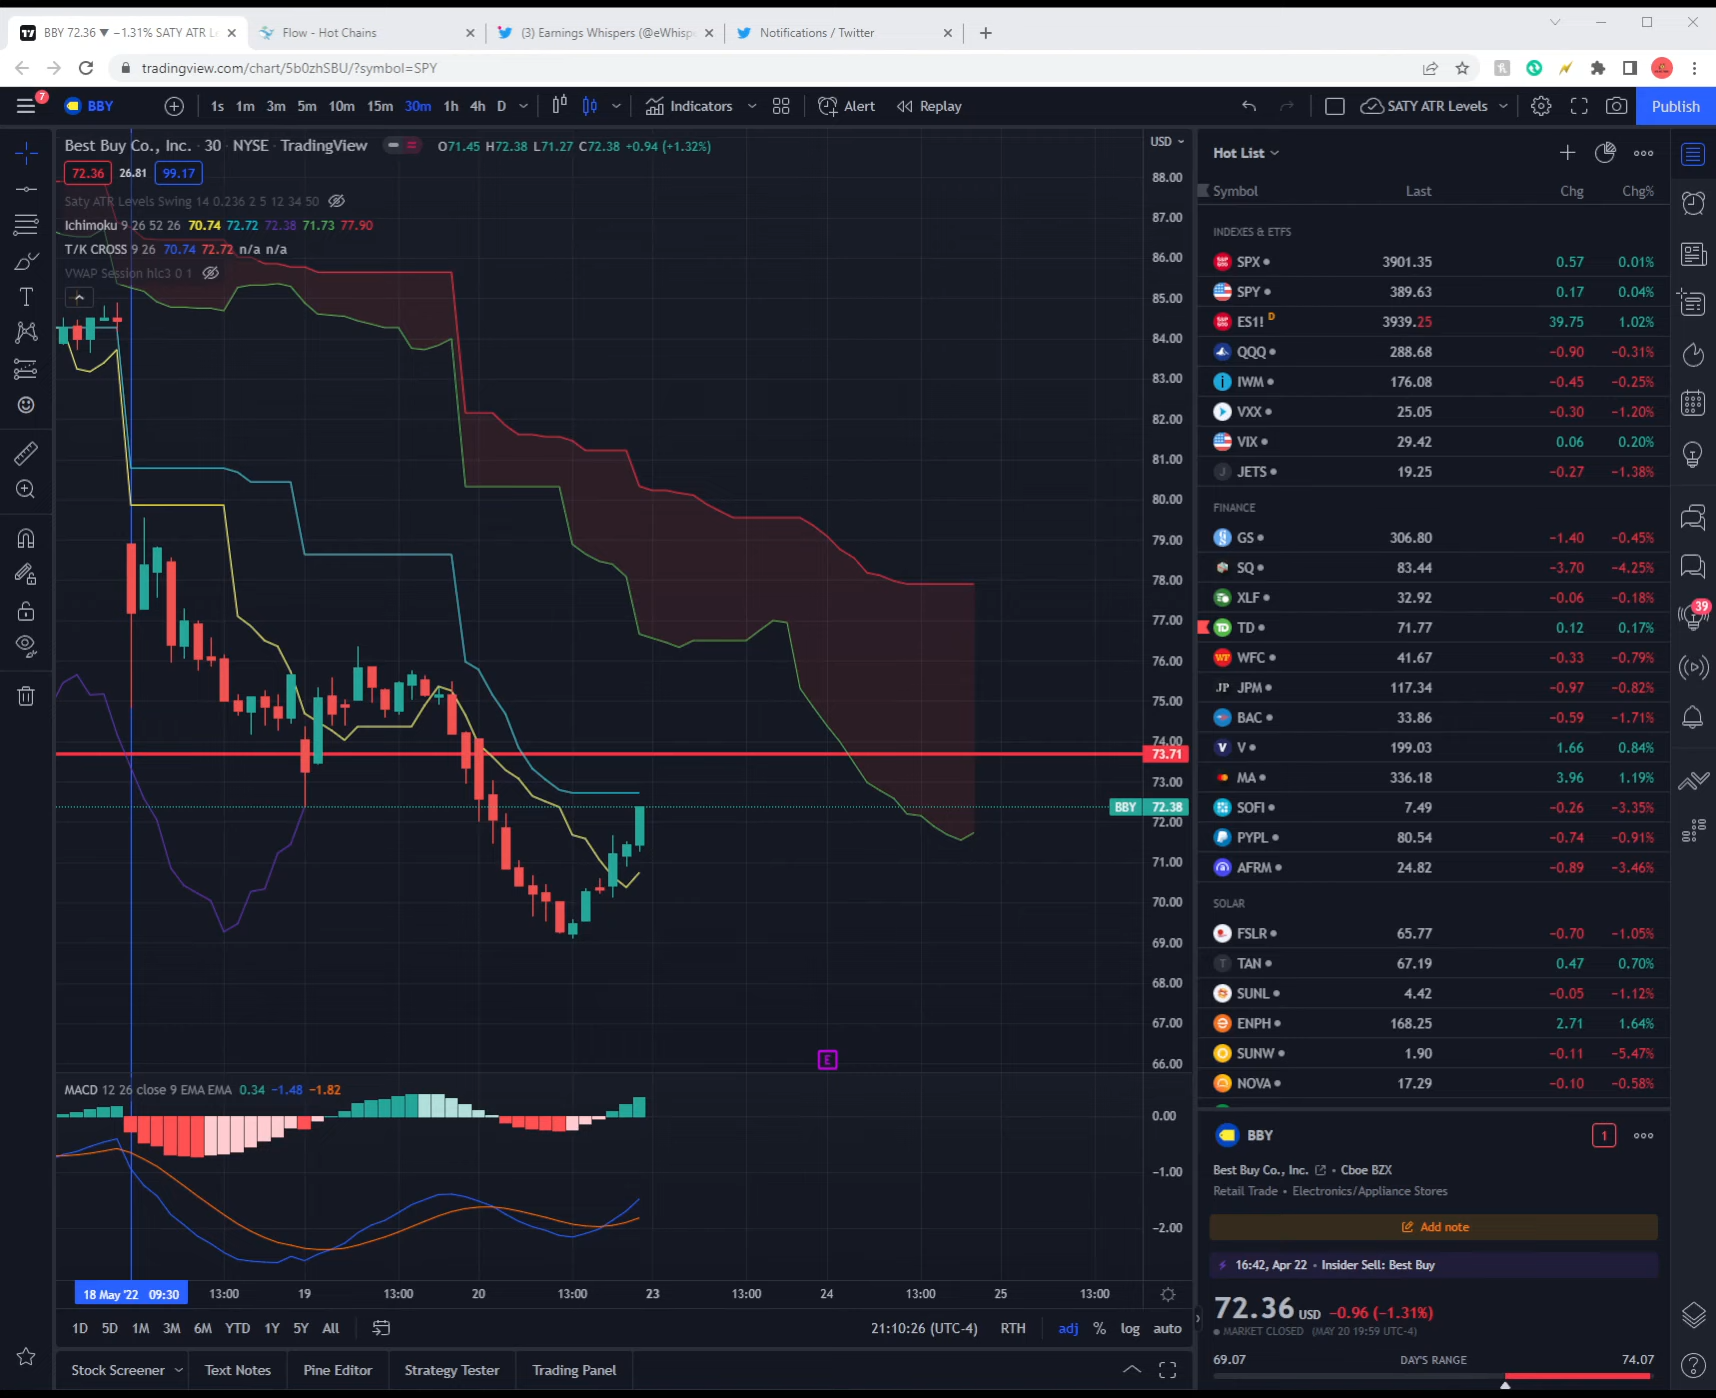 BBY 72.36 ▼ −1.31% SATY ATR Le
Flow - Hot Chains
(3) Earnings Whispers (@eWhisp
Notifications / Twitter
tradingview.com/chart/5b0zhSBU/?symbol=SPY
7
BBY
1s 1m 3m 5m 10m 15m 30m 1h 4h D
Indicators
Alert
Replay
SATY ATR Levels
Publish
Best Buy Co., Inc. · 30 · NYSE · TradingView
O71.45 H72.38 L71.27 C72.38 +0.94 (+1.32%)
72.36 26.81 99.17
Saty ATR Levels Swing 14 0.236 2 5 12 34 50
Ichimoku 9 26 52 26 70.74 72.72 72.38 71.73 77.90
T/K CROSS 9 26 70.74 72.72 n/a n/a
VWAP Session hlc3 0 1
USD
88.00
87.00
86.00
85.00
84.00
83.00
82.00
81.00
80.00
79.00
78.00
77.00
76.00
75.00
74.00
73.71
73.00
BBY 72.38
72.00
71.00
70.00
69.00
68.00
67.00
66.00
E
MACD 12 26 close 9 EMA EMA 0.34 −1.48 −1.82
0.00
−1.00
−2.00
18 May '22 09:30 13:00 19 13:00 20 13:00 23 13:00 24 13:00 25 13:00
1D 5D 1M 3M 6M YTD 1Y 5Y All
21:10:26 (UTC-4) RTH adj % log auto
Stock Screener Text Notes Pine Editor Strategy Tester Trading Panel
Hot List
Symbol Last Chg Chg%
INDEXES & ETFS
SPX 3901.35 0.57 0.01%
SPY 389.63 0.17 0.04%
ES1! D 3939.25 39.75 1.02%
QQQ 288.68 −0.90 −0.31%
IWM 176.08 −0.45 −0.25%
VXX 25.05 −0.30 −1.20%
VIX 29.42 0.06 0.20%
J JETS 19.25 −0.27 −1.38%
FINANCE
GS 306.80 −1.40 −0.45%
SQ 83.44 −3.70 −4.25%
XLF 32.92 −0.06 −0.18%
TD 71.77 0.12 0.17%
WFC 41.67 −0.33 −0.79%
JP JPM 117.34 −0.97 −0.82%
BAC 33.86 −0.59 −1.71%
V 199.03 1.66 0.84%
MA 336.18 3.96 1.19%
SOFI 7.49 −0.26 −3.35%
PYPL 80.54 −0.74 −0.91%
AFRM 24.82 −0.89 −3.46%
SOLAR
FSLR 65.77 −0.70 −1.05%
T TAN 67.19 0.47 0.70%
SUNL 4.42 −0.05 −1.12%
ENPH 168.25 2.71 1.64%
SUNW 1.90 −0.11 −5.47%
NOVA 17.29 −0.10 −0.58%
39
BBY
1
Best Buy Co., Inc. • Cboe BZX
Retail Trade • Electronics/Appliance Stores
Add note
16:42, Apr 22 • Insider Sell: Best Buy
72.36 USD −0.96 (−1.31%)
MARKET CLOSED (MAY 20 19:59 UTC-4)
69.07 DAY'S RANGE 74.07